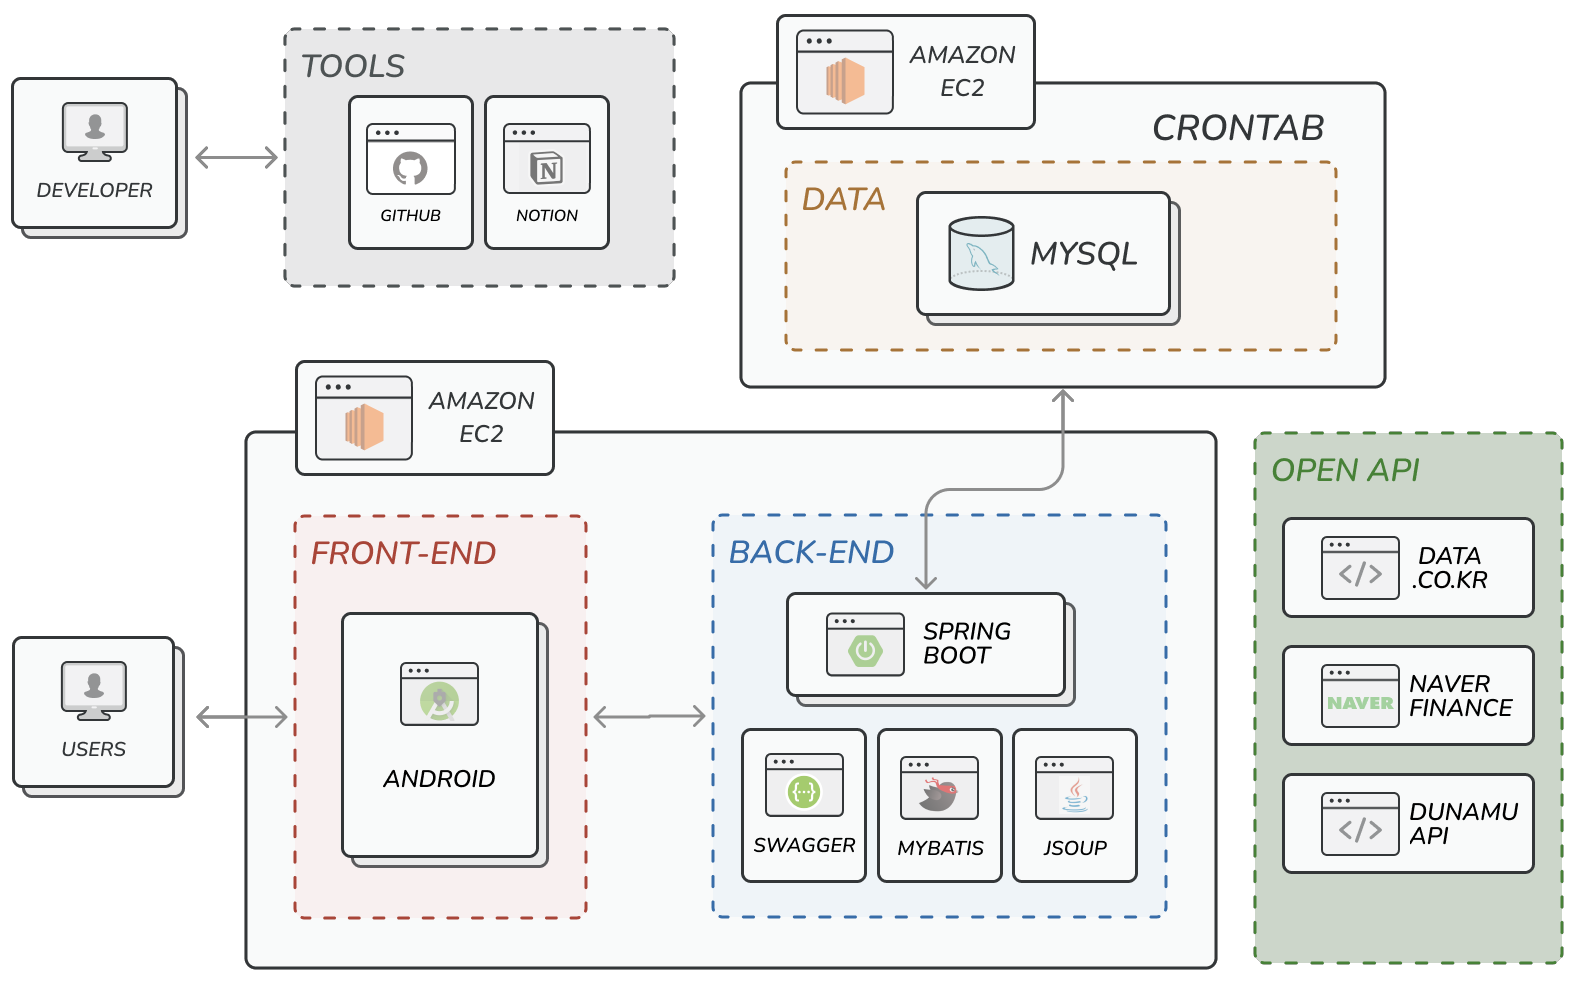 TOOLS
DEVELOPER
GITHUB
N
NOTION
AMAZON
EC2
CRONTAB
DATA
MYSQL
AMAZON
EC2
FRONT-END
ANDROID
USERS
BACK-END
SPRING
BOOT
{...}
SWAGGER
MYBATIS
JSOUP
OPEN API
</>
DATA
.CO.KR
NAVER
NAVER
FINANCE
</>
DUNAMU
API